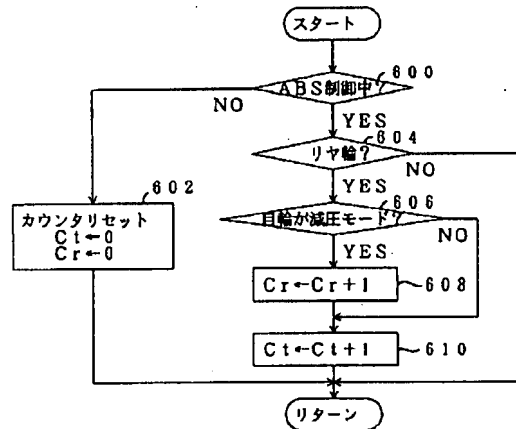 スタート
600
ABS制御中?
NO
YES
604
リヤ輪?
NO
602
YES
606
カウンタリセット
Ct←0
Cr←0
自輪が減圧モード?
NO
YES
Cr←Cr+1
608
Ct←Ct+1
610
リターン